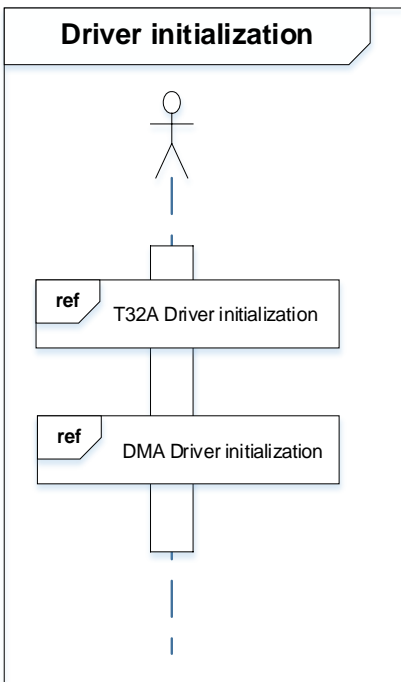 Driver initialization
ref
T32A Driver initialization
ref
DMA Driver initialization